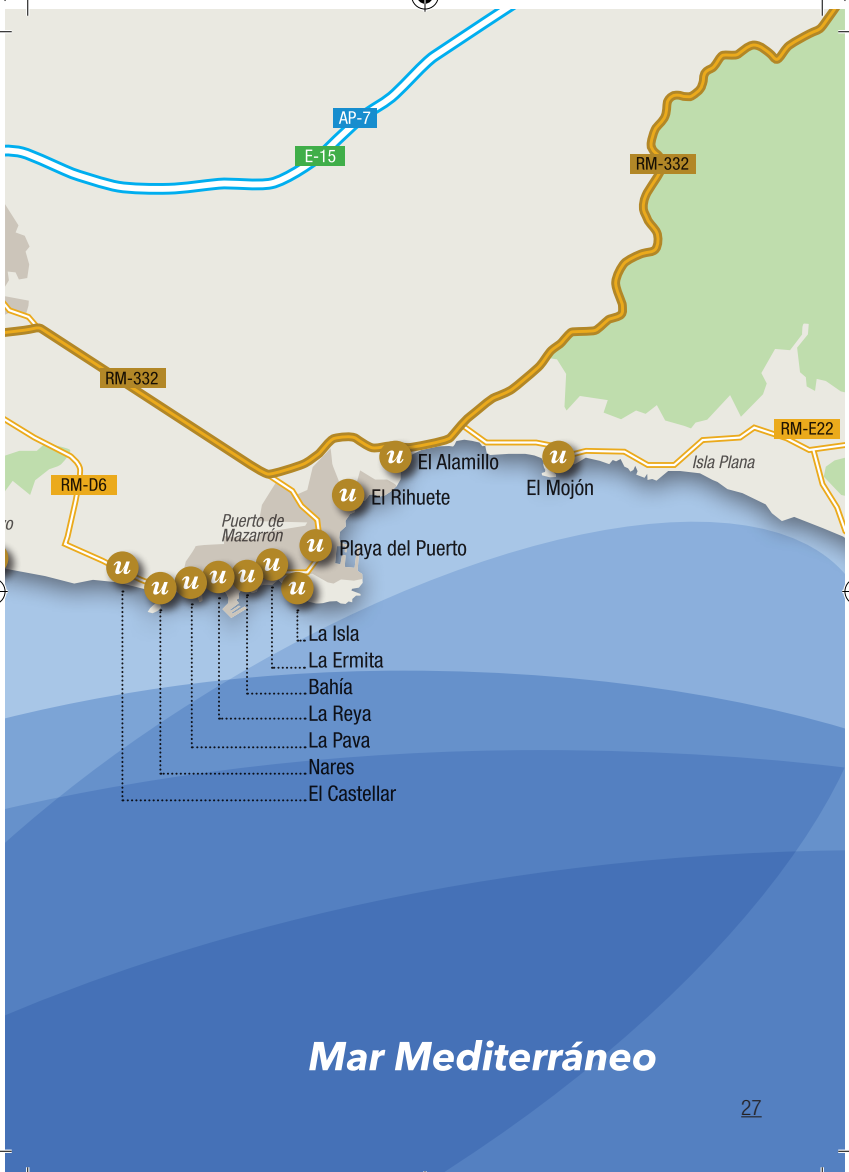 AP-7
E-15
RM-332
RM-332
RM-E22
u
El Alamillo
u
Isla Plana
RM-D6
u
El Rihuete
El Mojón
Puerto de
Mazarrón
u
Playa del Puerto
u
u
u
u
u
u
u
La Isla
La Ermita
Bahía
La Reya
La Pava
Nares
El Castellar
Mar Mediterráneo
27